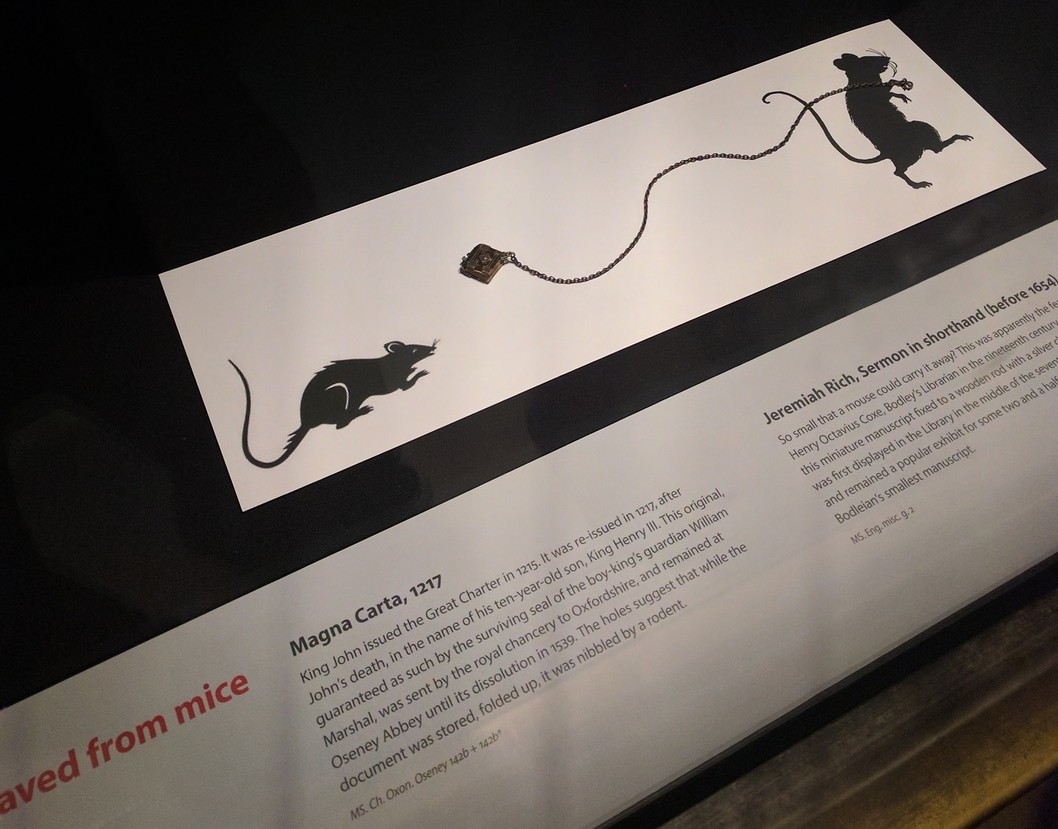 aved from mice
Magna Carta, 1217
King John issued the Great Charter in 1215. It was re-issued in 1217, after
John's death, in the name of his ten-year-old son, King Henry III. This original,
guaranteed as such by the surviving seal of the boy-king's guardian William
Marshal, was sent by the royal chancery to Oxfordshire, and remained at
Oseney Abbey until its dissolution in 1539. The holes suggest that while the
document was stored, folded up, it was nibbled by a rodent.
MS. Ch. Oxon. Oseney 142b + 142b*
Jeremiah Rich, Sermon in shorthand (before 1654)
So small that a mouse could carry it away? This was apparently the
Henry Octavius Coxe, Bodley's Librarian in the nineteenth century
this miniature manuscript fixed to a wooden rod with a silver
was first displayed in the Library in the middle of the
and remained a popular exhibit for some two and a half
Bodleian's smallest manuscript.
MS. Eng. misc. g. 2